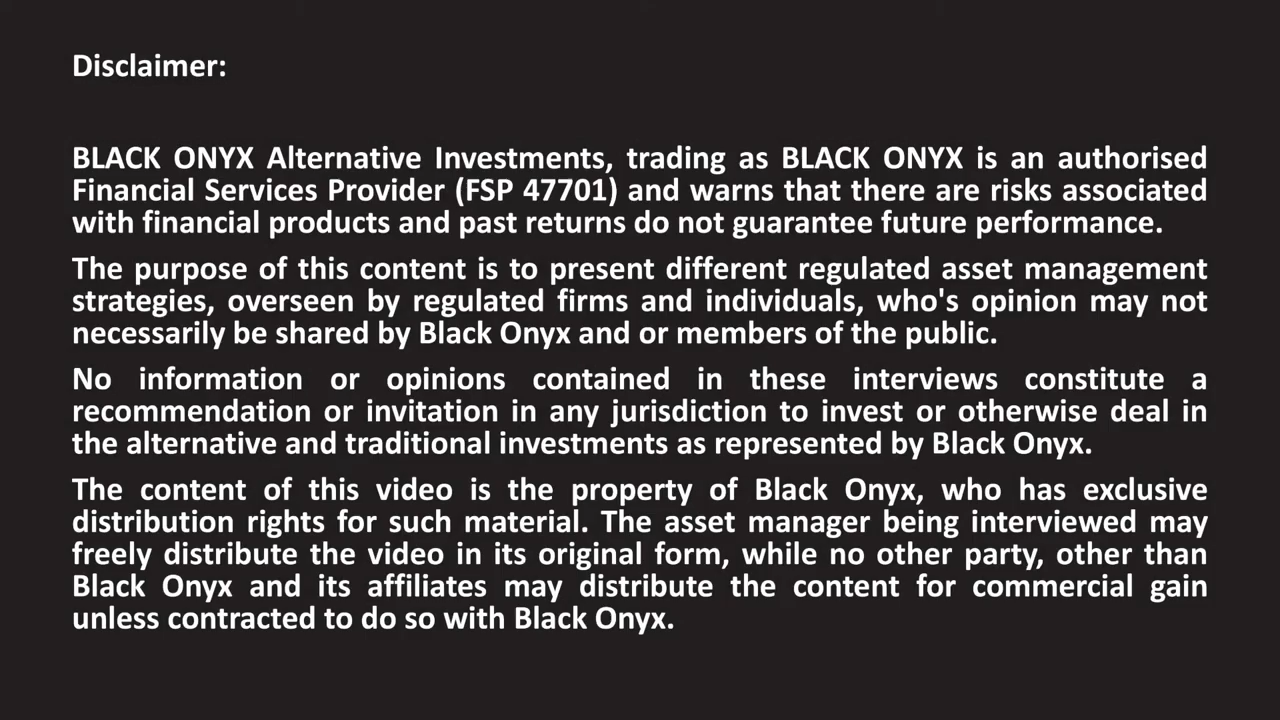 Disclaimer:
BLACK ONYX Alternative Investments, trading as BLACK ONYX is an authorised
Financial Services Provider (FSP 47701) and warns that there are risks associated
with financial products and past returns do not guarantee future performance.
The purpose of this content is to present different regulated asset management
strategies, overseen by regulated firms and individuals, who's opinion may not
necessarily be shared by Black Onyx and or members of the public.
No information or opinions contained in these interviews constitute a
recommendation or invitation in any jurisdiction to invest or otherwise deal in
the alternative and traditional investments as represented by Black Onyx.
The content of this video is the property of Black Onyx, who has exclusive
distribution rights for such material. The asset manager being interviewed may
freely distribute the video in its original form, while no other party, other than
Black Onyx and its affiliates may distribute the content for commercial gain
unless contracted to do so with Black Onyx.